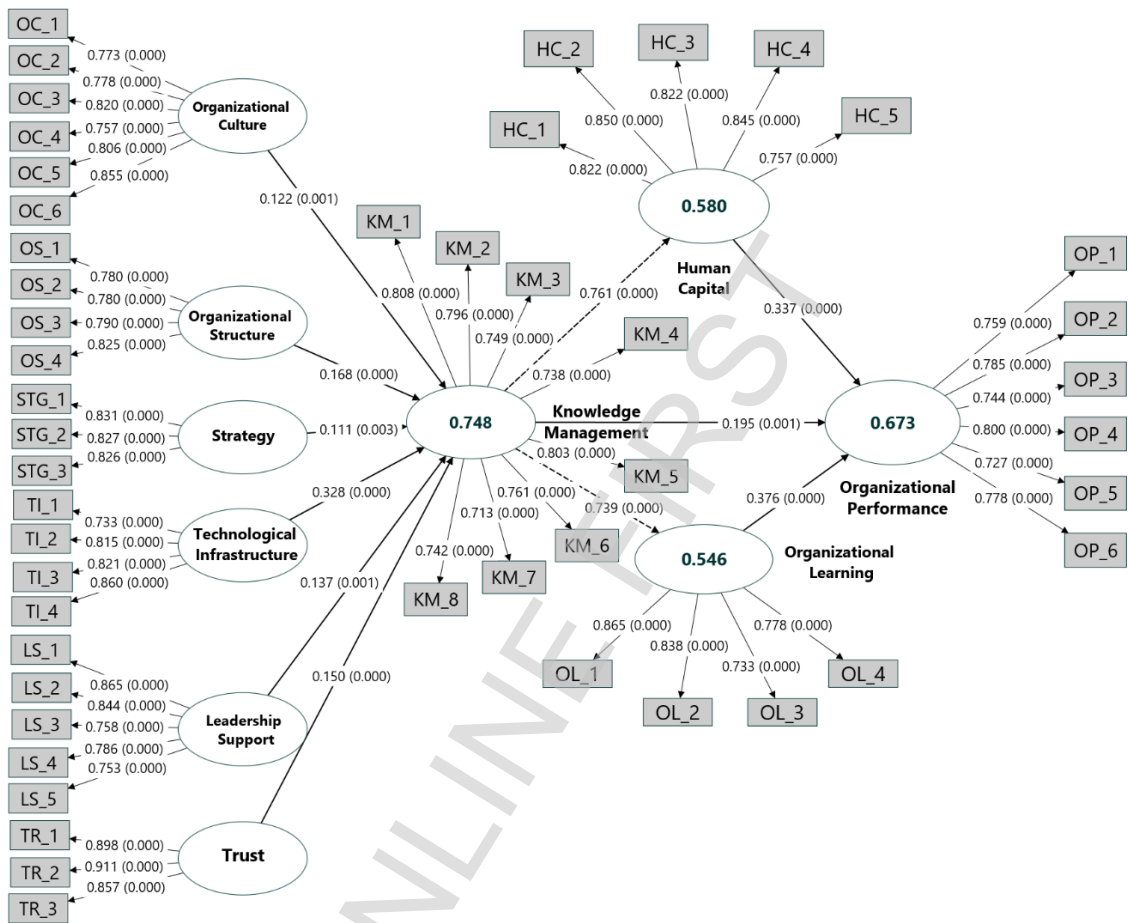 OC_1
OC_2
OC_3
OC_4
OC_5
OC_6
0.773 (0.000)
0.778 (0.000)
0.820 (0.000)
0.757 (0.000)
0.806 (0.000)
0.855 (0.000)
Organizational
Culture
0.122 (0.001)
OS_1
OS_2
OS_3
OS_4
0.780 (0.000)
0.780 (0.000)
0.790 (0.000)
0.825 (0.000)
Organizational
Structure
0.168 (0.000)
STG_1
STG_2
STG_3
0.831 (0.000)
0.827 (0.000)
0.826 (0.000)
Strategy
0.111 (0.003)
TI_1
TI_2
TI_3
TI_4
0.733 (0.000)
0.815 (0.000)
0.821 (0.000)
0.860 (0.000)
Technological
Infrastructure
0.328 (0.000)
LS_1
LS_2
LS_3
LS_4
LS_5
0.865 (0.000)
0.844 (0.000)
0.758 (0.000)
0.786 (0.000)
0.753 (0.000)
Leadership
Support
0.137 (0.001)
TR_1
TR_2
TR_3
0.898 (0.000)
0.911 (0.000)
0.857 (0.000)
Trust
0.150 (0.000)
KM_1
KM_2
KM_3
KM_4
KM_5
KM_6
KM_7
KM_8
0.808 (0.000)
0.796 (0.000)
0.749 (0.000)
0.738 (0.000)
0.803 (0.000)
0.761 (0.000)
0.713 (0.000)
0.742 (0.000)
0.748
Knowledge
Management
0.761 (0.000)
0.195 (0.001)
0.739 (0.000)
HC_1
HC_2
HC_3
HC_4
HC_5
0.822 (0.000)
0.850 (0.000)
0.822 (0.000)
0.845 (0.000)
0.757 (0.000)
0.580
Human
Capital
0.337 (0.000)
0.546
Organizational
Learning
0.376 (0.000)
0.865 (0.000)
0.838 (0.000)
0.733 (0.000)
0.778 (0.000)
OL_1
OL_2
OL_3
OL_4
0.673
Organizational
Performance
0.759 (0.000)
0.785 (0.000)
0.744 (0.000)
0.800 (0.000)
0.727 (0.000)
0.778 (0.000)
OP_1
OP_2
OP_3
OP_4
OP_5
OP_6
ONLINE FIRST